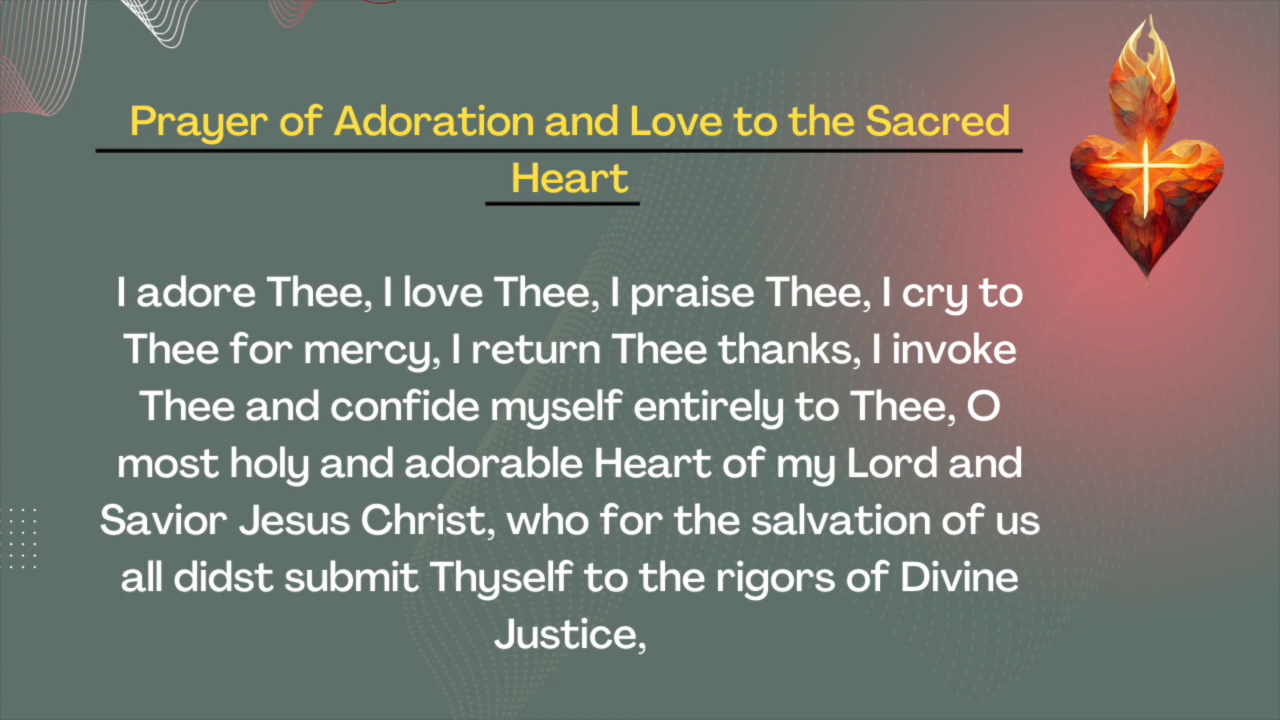 Prayer of Adoration and Love to the Sacred
Heart
I adore Thee, I love Thee, I praise Thee, I cry to
Thee for mercy, I return Thee thanks, I invoke
Thee and confide myself entirely to Thee, O
most holy and adorable Heart of my Lord and
Savior Jesus Christ, who for the salvation of us
all didst submit Thyself to the rigors of Divine
Justice,